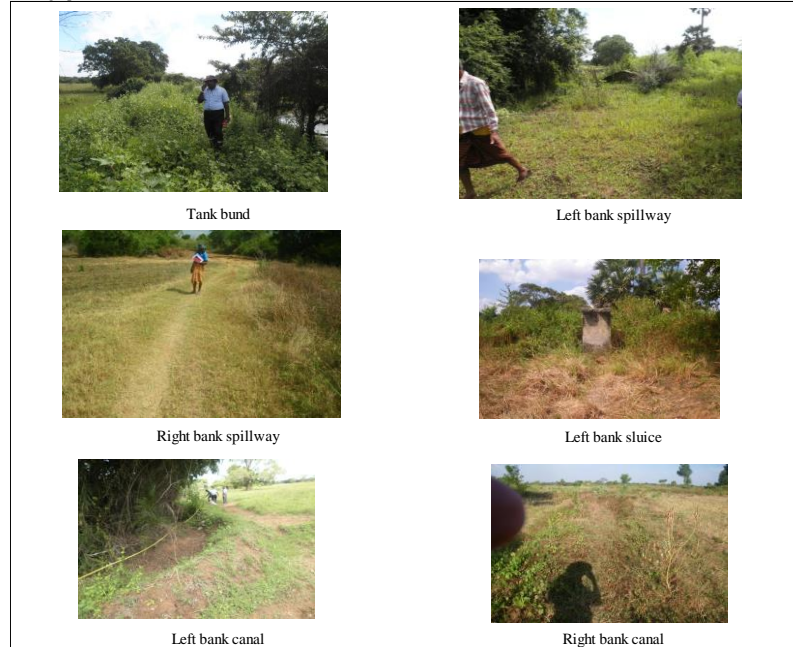 Tank bund
Left bank spillway
Right bank spillway
Left bank sluice
Left bank canal
Right bank canal